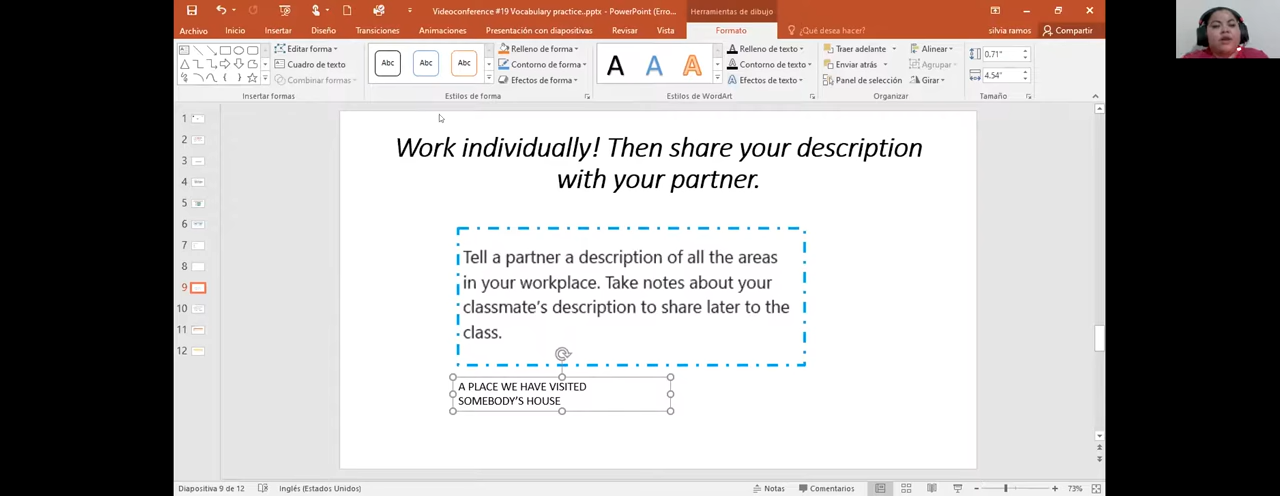 Videoconference #19 Vocabulary practice..pptx - PowerPoint (Erro...
Herramientas de dibujo
Archivo
Inicio
Insertar
Diseño
Transiciones
Animaciones
Presentación con diapositivas
Revisar
Vista
Formato
¿Qué desea hacer?
silvia ramos
Compartir
Editar forma
Cuadro de texto
Combinar formas
Insertar formas
Abc Abc Abc
Relleno de forma
Contorno de forma
Efectos de forma
Estilos de forma
A A A
Relleno de texto
Contorno de texto
Efectos de texto
Estilos de WordArt
Traer adelante
Enviar atrás
Panel de selección
Alinear
Agrupar
Girar
Organizar
0.71"
4.54"
Tamaño
1
2
3
4
5
6
7
8
9
10
11
12
Work individually! Then share your description
with your partner.
Tell a partner a description of all the areas
in your workplace. Take notes about your
classmate's description to share later to the
class.
A PLACE WE HAVE VISITED
SOMEBODY'S HOUSE
Diapositiva 9 de 12
Inglés (Estados Unidos)
Notas
Comentarios
73%